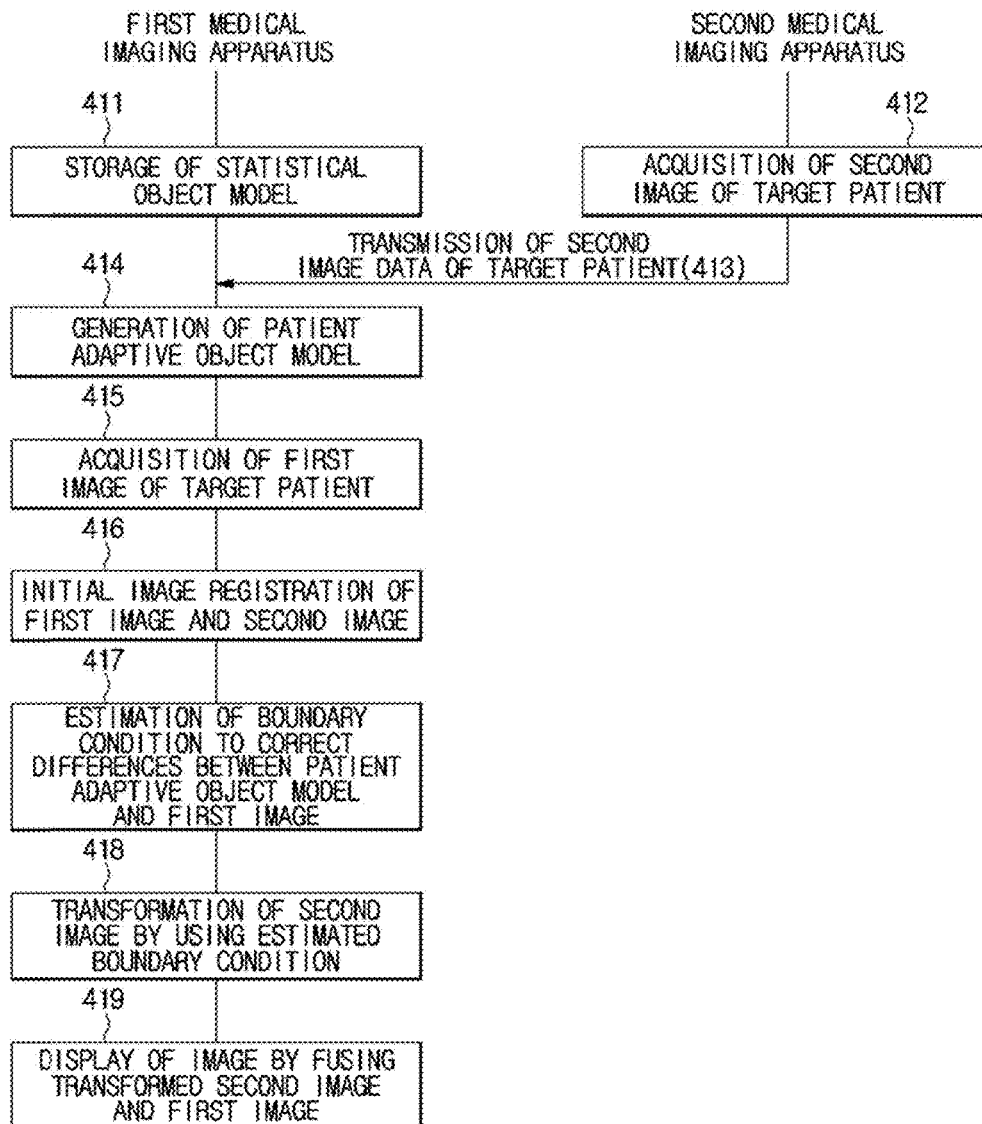 FIRST MEDICAL
IMAGING APPARATUS
SECOND MEDICAL
IMAGING APPARATUS
411
412
STORAGE OF STATISTICAL
OBJECT MODEL
ACQUISITION OF SECOND
IMAGE OF TARGET PATIENT
TRANSMISSION OF SECOND
IMAGE DATA OF TARGET PATIENT(413)
414
GENERATION OF PATIENT
ADAPTIVE OBJECT MODEL
415
ACQUISITION OF FIRST
IMAGE OF TARGET PATIENT
416
INITIAL IMAGE REGISTRATION OF
FIRST IMAGE AND SECOND IMAGE
417
ESTIMATION OF BOUNDARY
CONDITION TO CORRECT
DIFFERENCES BETWEEN PATIENT
ADAPTIVE OBJECT MODEL
AND FIRST IMAGE
418
TRANSFORMATION OF SECOND
IMAGE BY USING ESTIMATED
BOUNDARY CONDITION
419
DISPLAY OF IMAGE BY FUSING
TRANSFORMED SECOND IMAGE
AND FIRST IMAGE